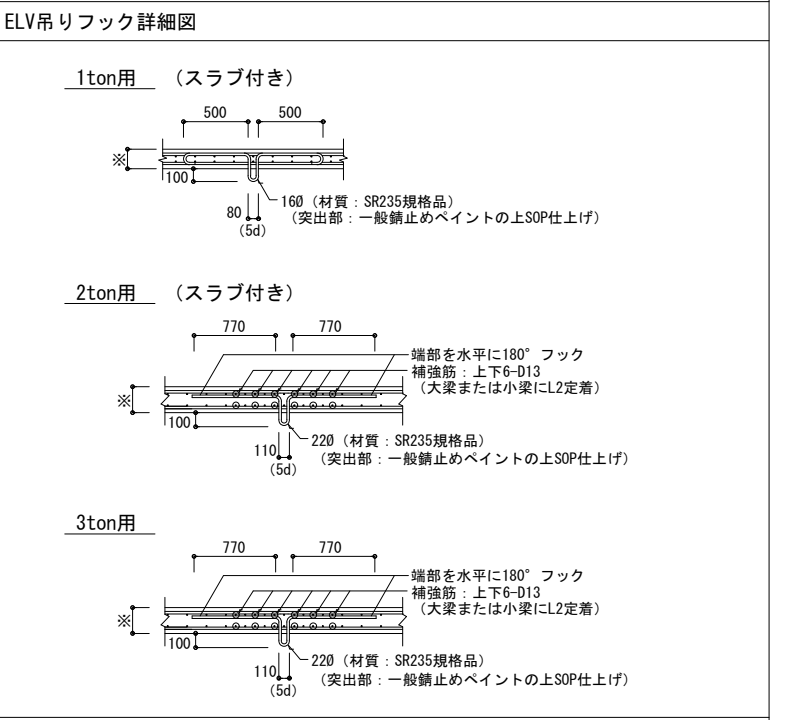 ELV吊りフック詳細図
1ton用 (スラブ付き)
500 500
※
100
16Ø (材質:SR235規格品)
(突出部:一般錆止めペイントの上SOP仕上げ)
80
(5d)
2ton用 (スラブ付き)
770 770
端部を水平に180°フック
補強筋:上下6-D13
(大梁または小梁にL2定着)
※
100
22Ø (材質:SR235規格品)
110
(突出部:一般錆止めペイントの上SOP仕上げ)
(5d)
3ton用
770 770
端部を水平に180°フック
補強筋:上下6-D13
(大梁または小梁にL2定着)
※
100
22Ø (材質:SR235規格品)
110
(突出部:一般錆止めペイントの上SOP仕上げ)
(5d)